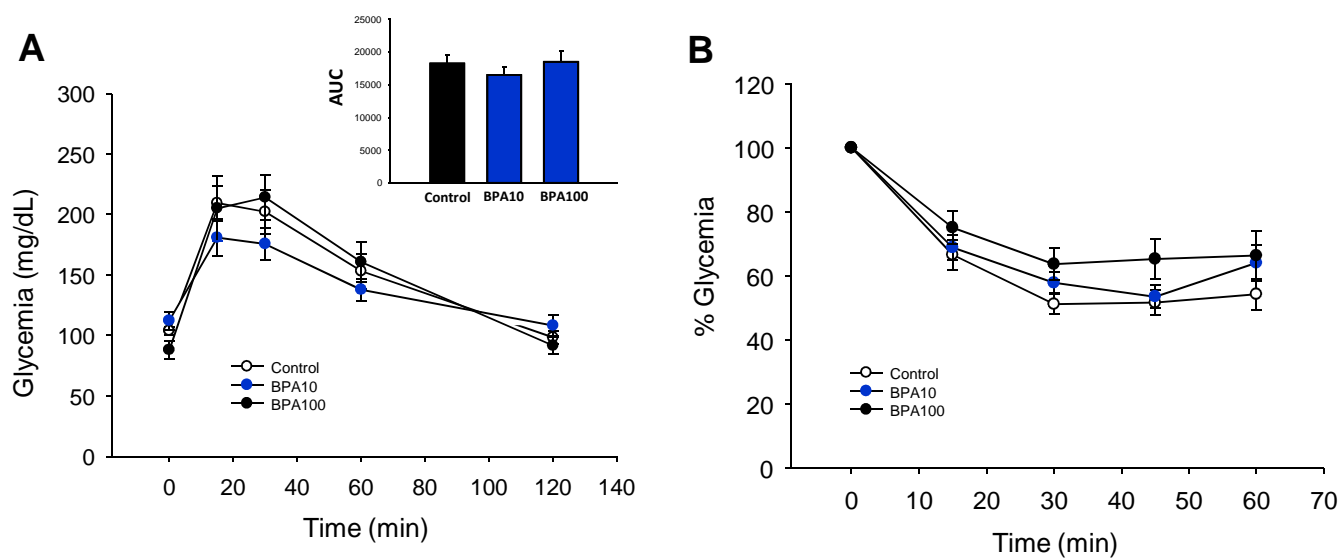 A
AUC
25000
20000
15000
10000
5000
0
Control BPA10 BPA100
Glycemia (mg/dL)
300
250
200
150
100
50
0
Control
BPA10
BPA100
0 20 40 60 80 100 120 140
Time (min)
B
% Glycemia
120
100
80
60
40
20
0
Control
BPA10
BPA100
0 10 20 30 40 50 60 70
Time (min)